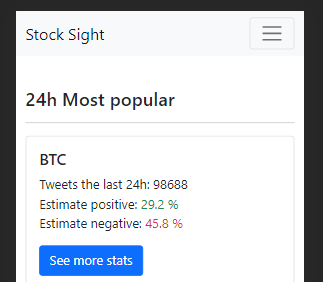 Stock Sight
24h Most popular
BTC
Tweets the last 24h: 98688
Estimate positive: 29.2 %
Estimate negative: 45.8 %
See more stats